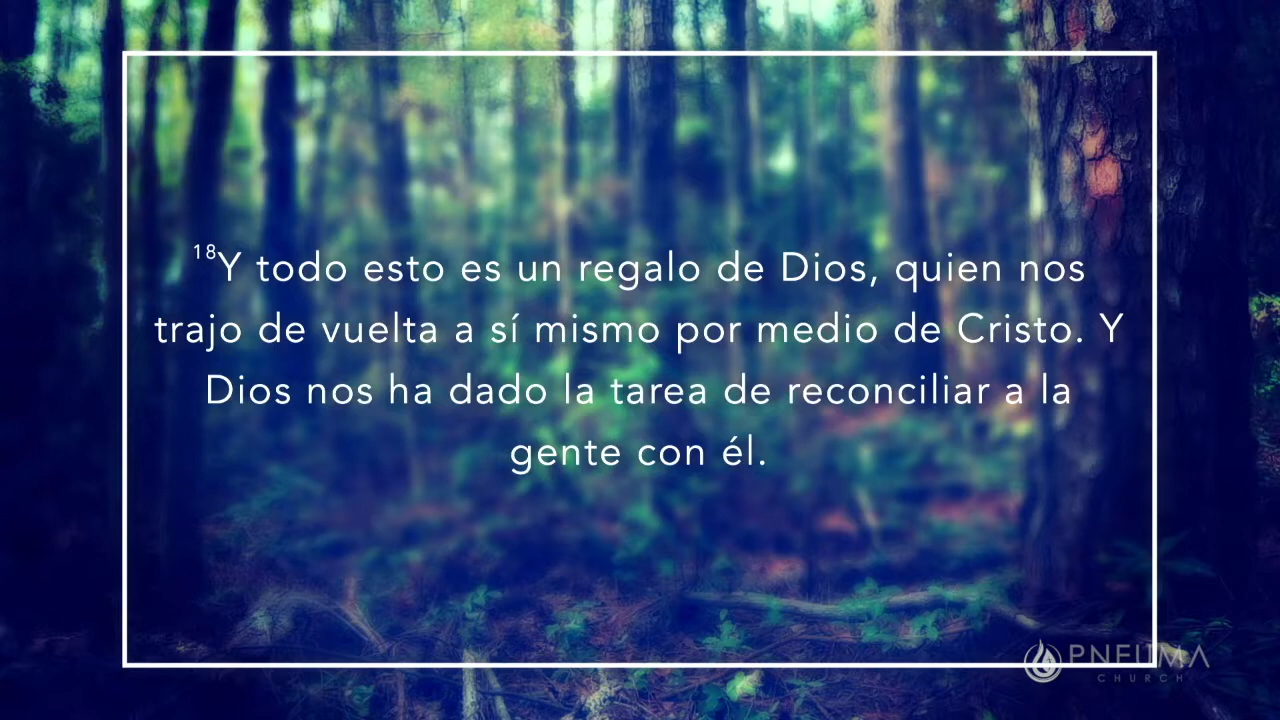 18Y todo esto es un regalo de Dios, quien nos
trajo de vuelta a sí mismo por medio de Cristo. Y
Dios nos ha dado la tarea de reconciliar a la
gente con él.
PNEUMA
CHURCH